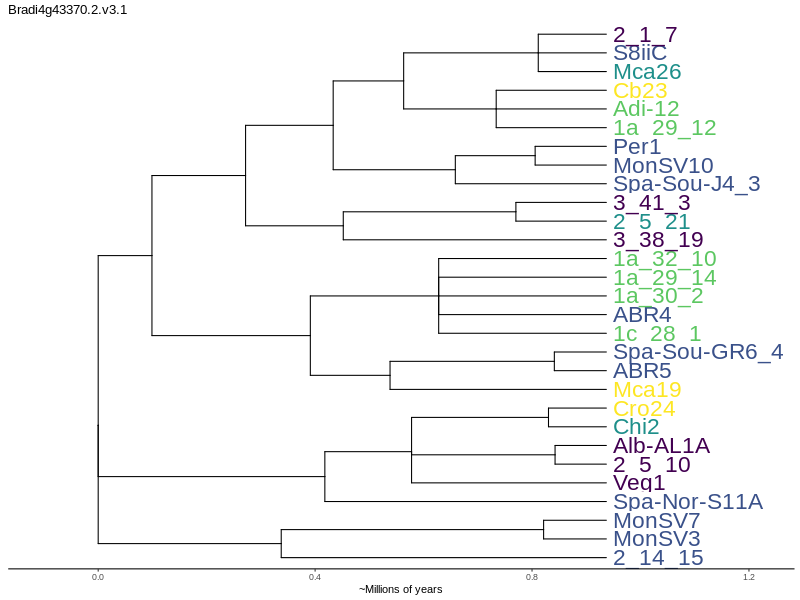 Bradi4g43370.2.v3.1
2_1_7
S8iiC
Mca26
Cb23
Adi-12
1a_29_12
Per1
MonSV10
Spa-Sou-J4_3
3_41_3
2_5_21
3_38_19
1a_32_10
1a_29_14
1a_30_2
ABR4
1c_28_1
Spa-Sou-GR6_4
ABR5
Mca19
Cro24
Chi2
Alb-AL1A
2_5_10
Veg1
Spa-Nor-S11A
MonSV7
MonSV3
2_14_15
0.0 0.4 0.8 1.2
~Millions of years